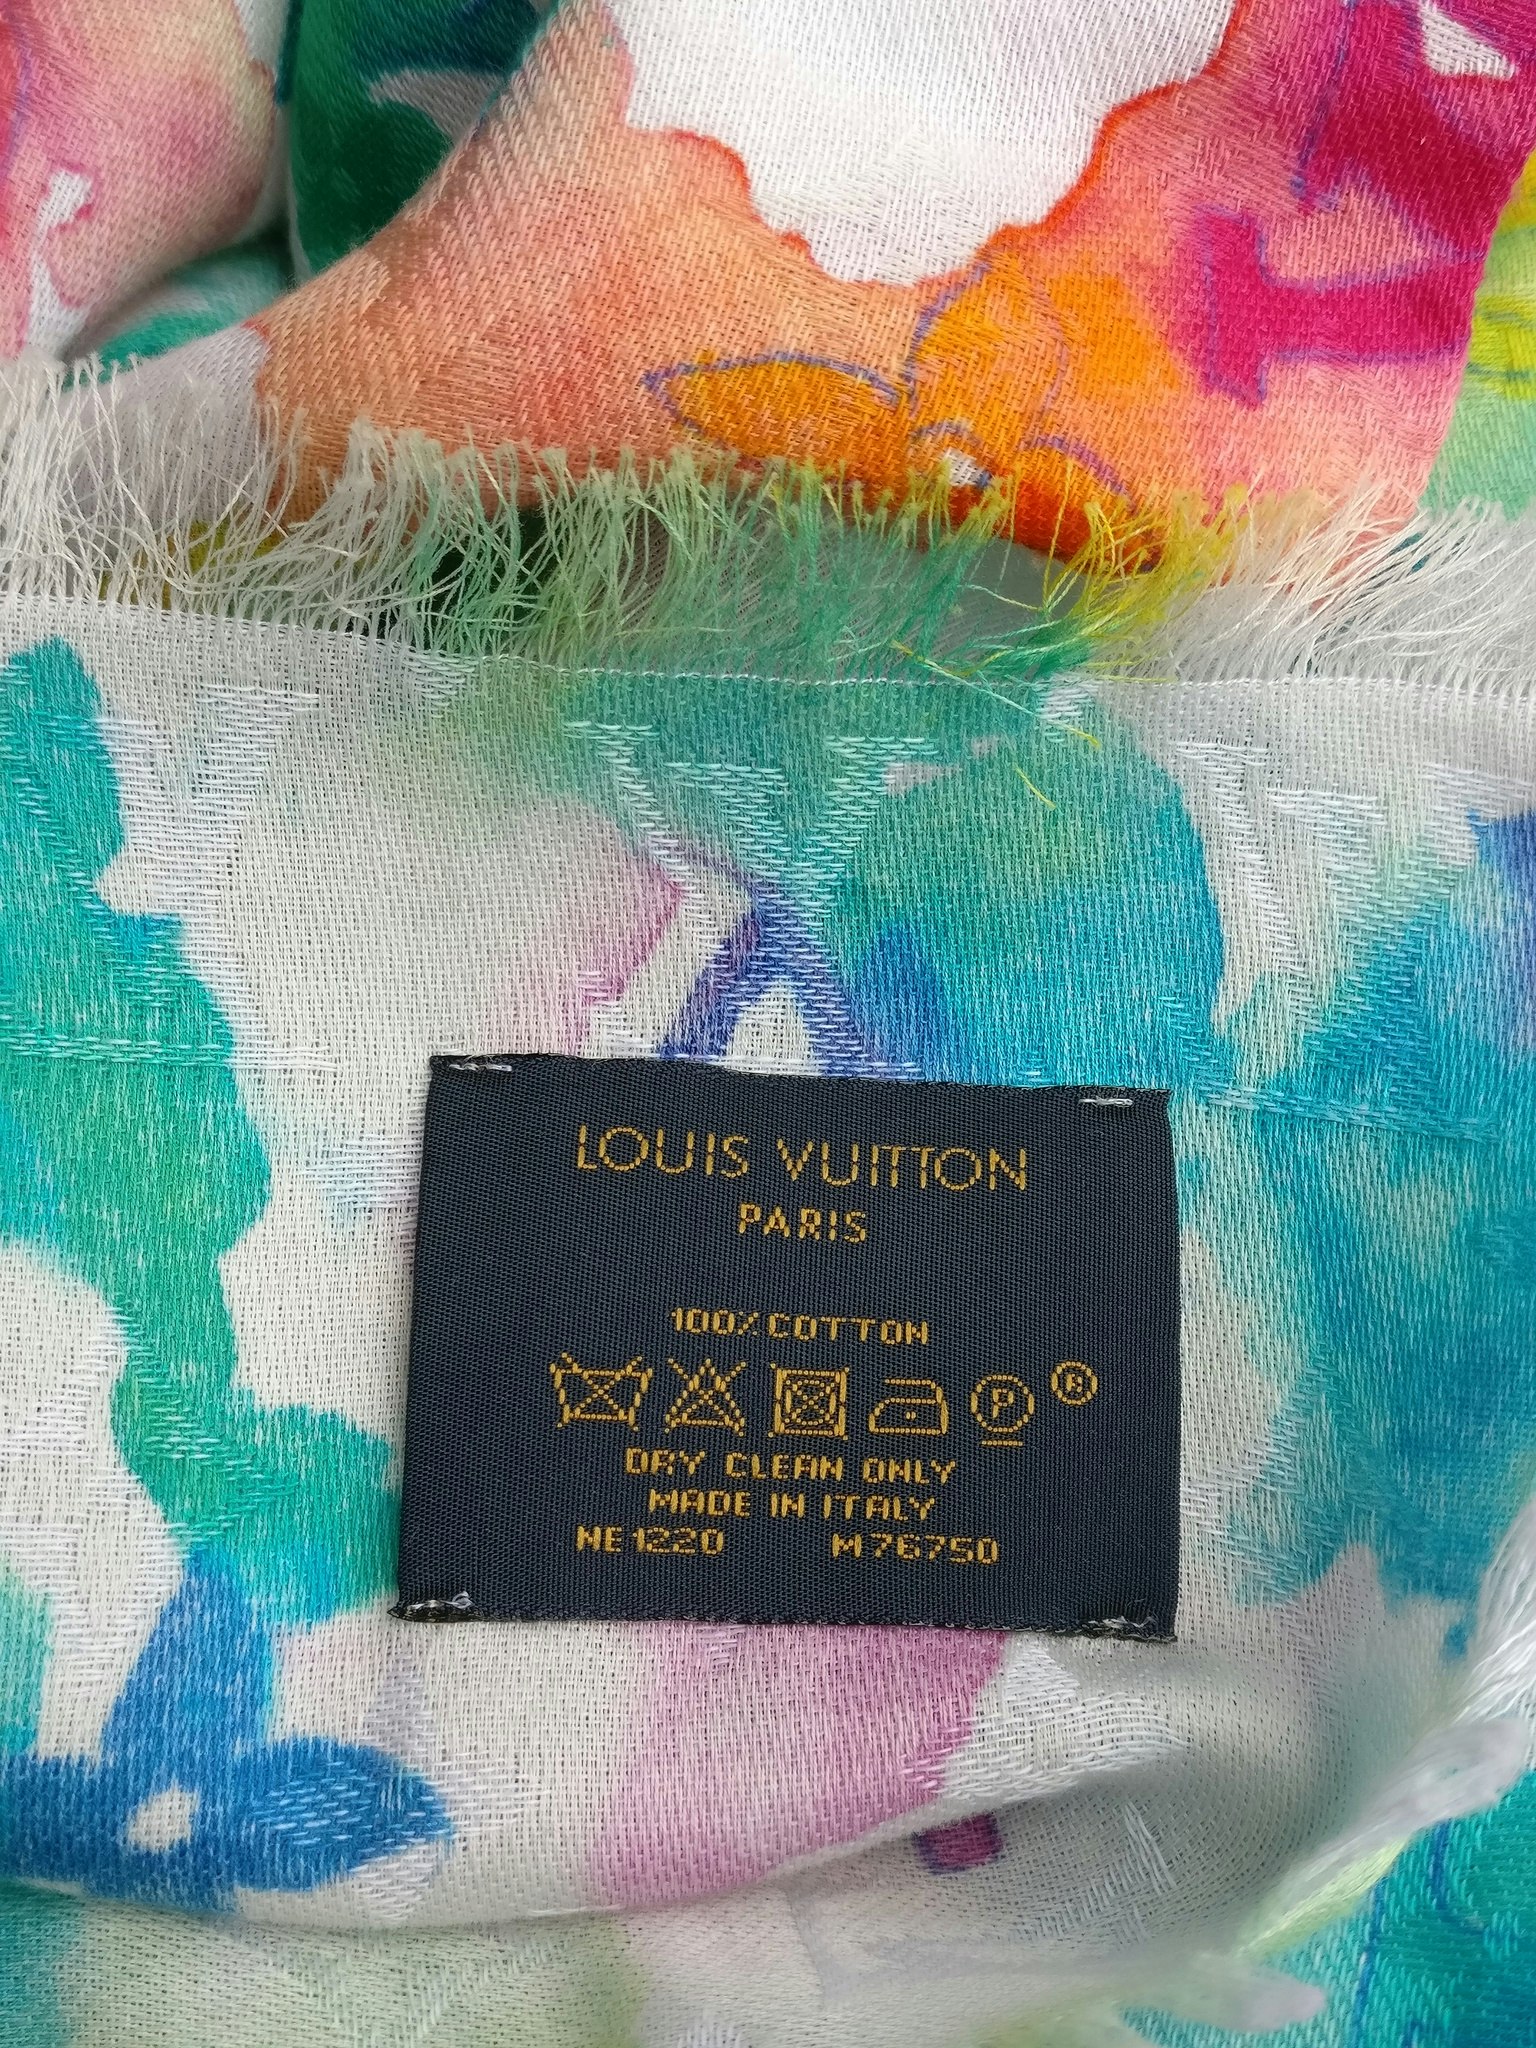 LOUIS VUITTON
PARIS
100% COTTON
P ®
DRY CLEAN ONLY
MADE IN ITALY
NE1220 M76750